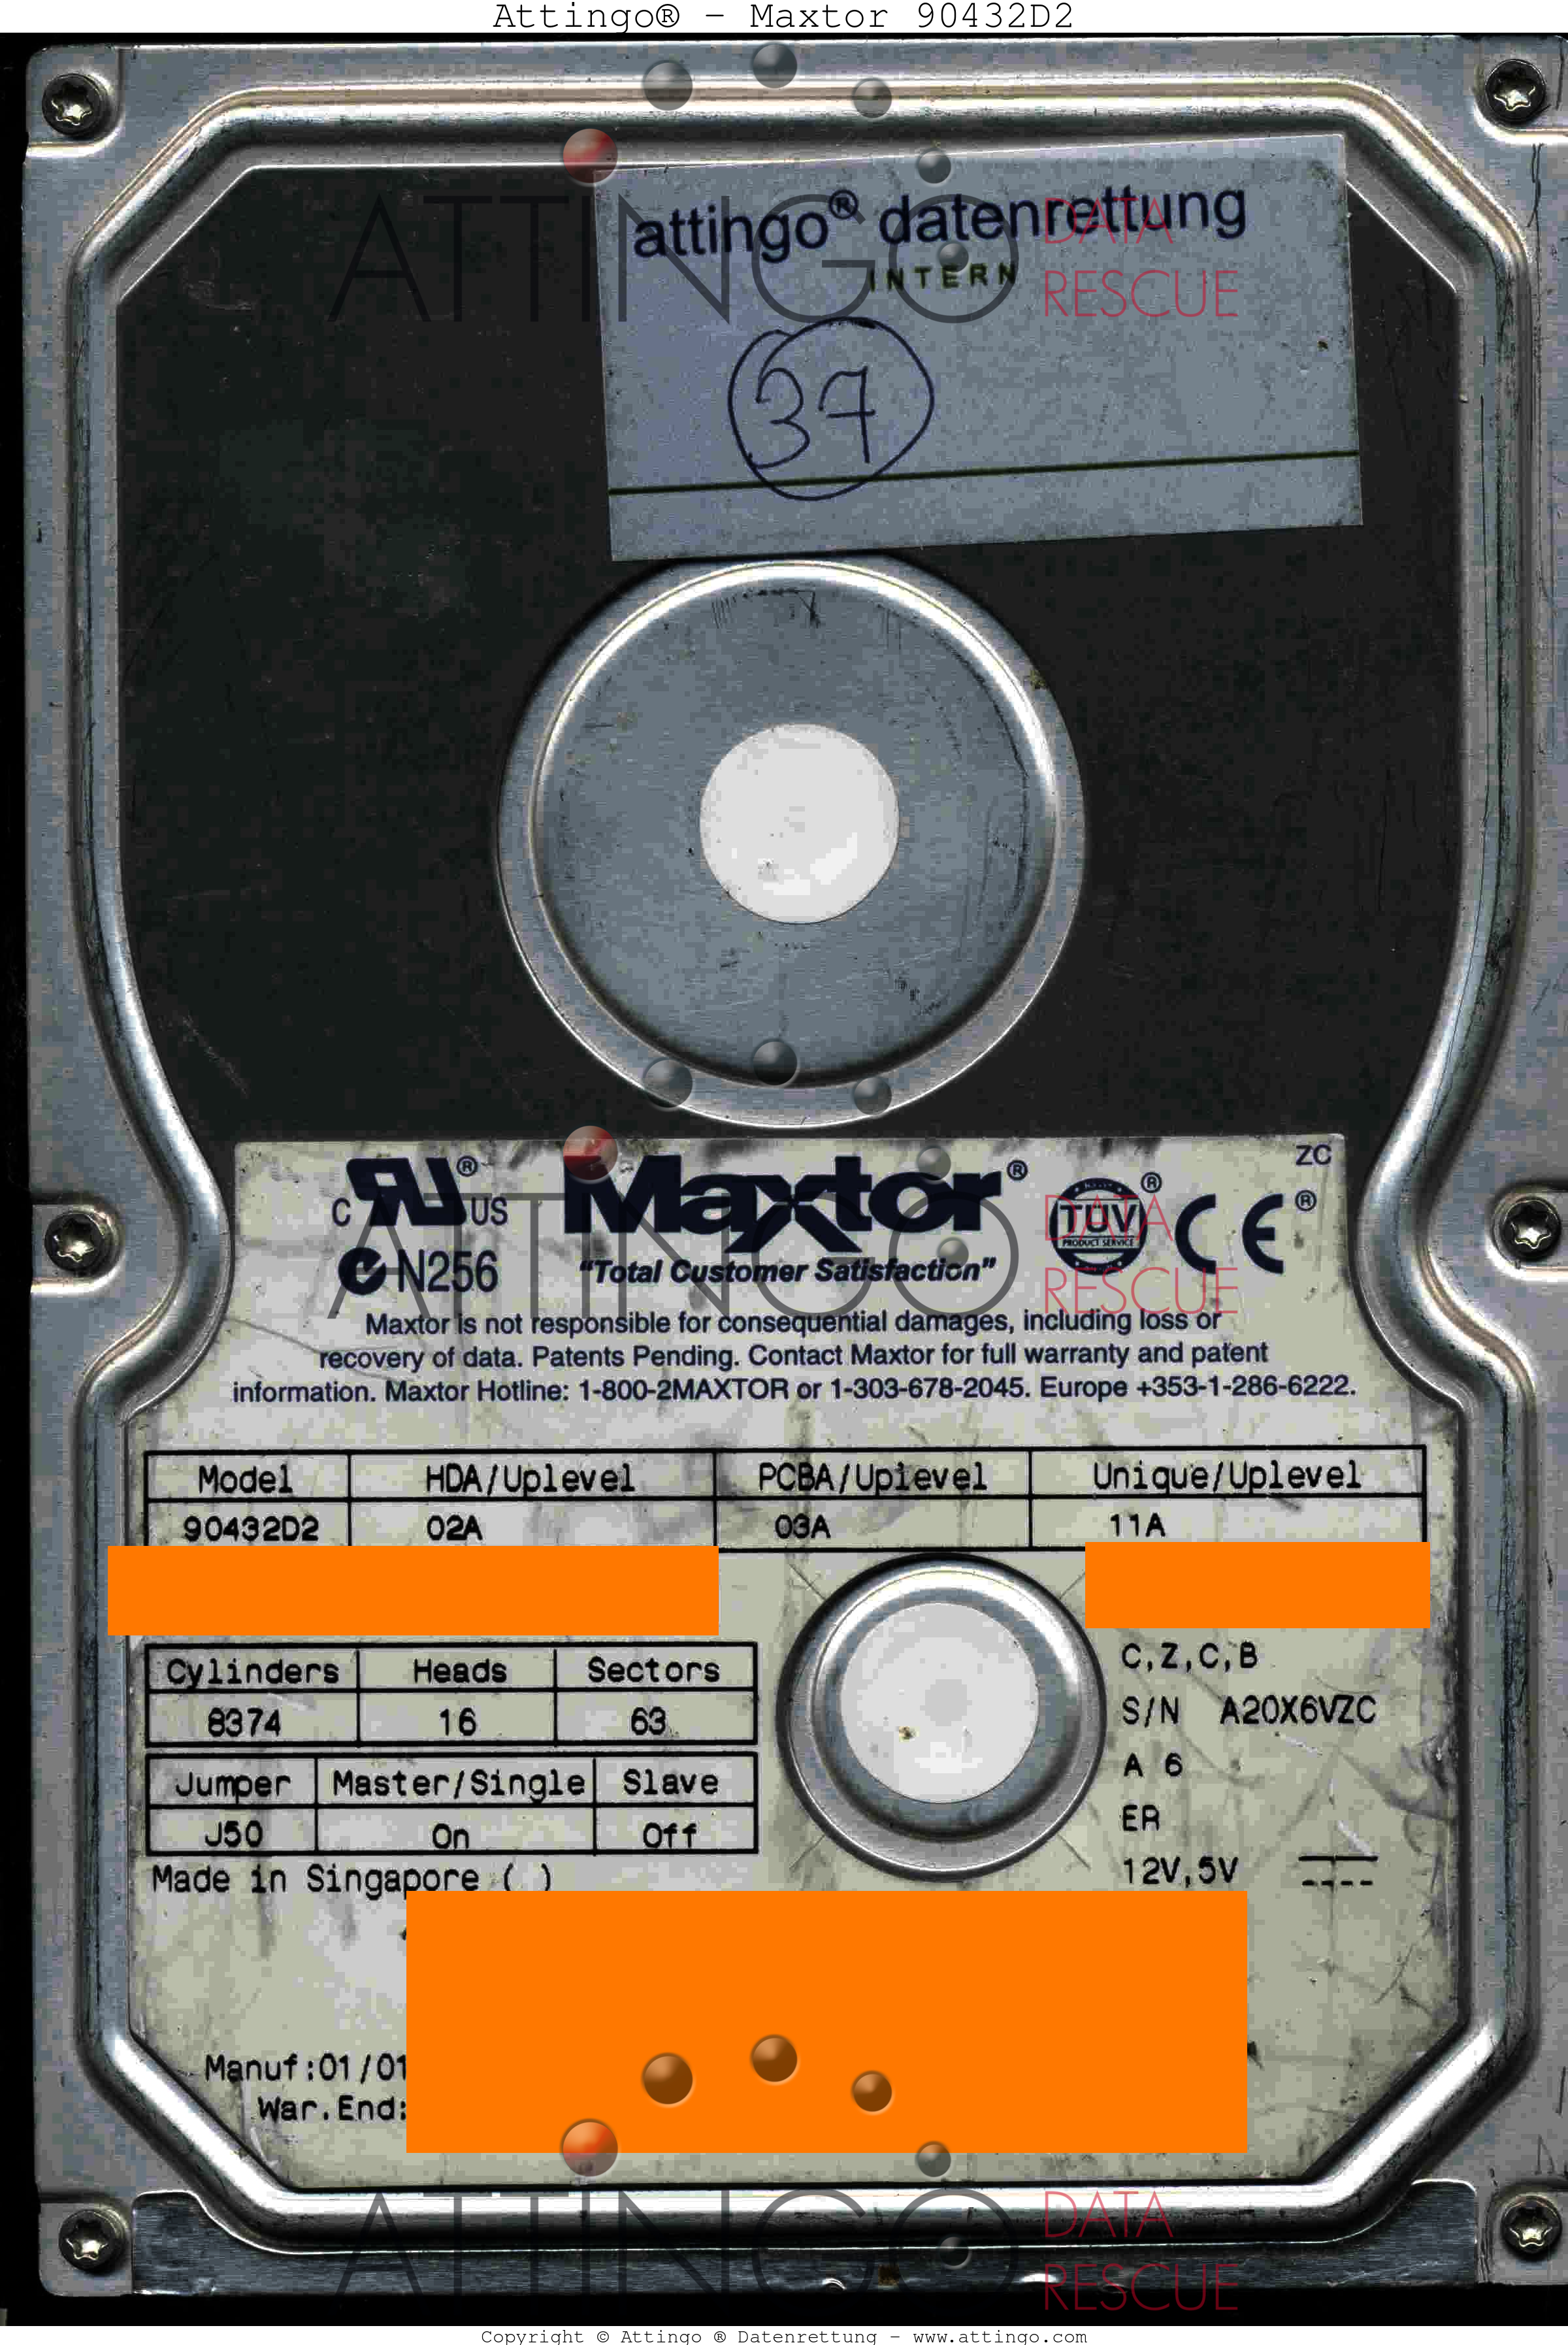 Attingo® - Maxtor 90432D2
attingo® datenrettung
INTERN
37
ATTINGO DATA RESCUE
ZC
C RU® US Maxtor® TÜV® PRODUCT SERVICE CE®
N256 "Total Customer Satisfaction"
ATTINGO DATA RESCUE
Maxtor is not responsible for consequential damages, including loss or
recovery of data. Patents Pending. Contact Maxtor for full warranty and patent
information. Maxtor Hotline: 1-800-2MAXTOR or 1-303-678-2045. Europe +353-1-286-6222.
Model HDA/Uplevel PCBA/Uplevel Unique/Uplevel
90432D2 02A 03A 11A
Cylinders Heads Sectors
8374 16 63
Jumper Master/Single Slave
J50 On Off
Made in Singapore ( )
C,Z,C,B
S/N A20X6VZC
A 6
ER
12V,5V
Manuf:01/01
War.End:
ATTINGO DATA RESCUE
Copyright © Attingo ® Datenrettung - www.attingo.com